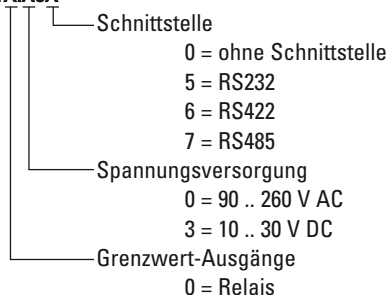 Schnittstelle
0 = ohne Schnittstelle
5 = RS232
6 = RS422
7 = RS485
Spannungsversorgung
0 = 90 .. 260 V AC
3 = 10 .. 30 V DC
Grenzwert-Ausgänge
0 = Relais